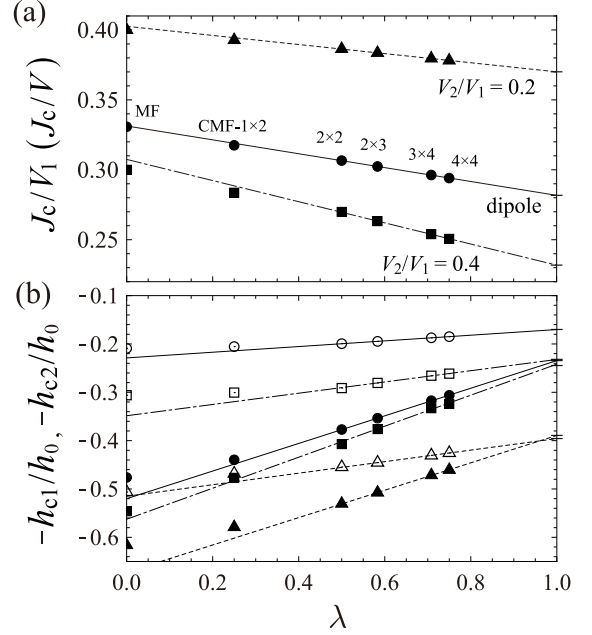 (a)
0.40
0.35
0.30
0.25
J_c/V_1 (J_c/V)
MF
CMF-1×2
2×2
2×3
3×4
4×4
V_2/V_1 = 0.2
dipole
V_2/V_1 = 0.4
(b)
-0.1
-0.2
-0.3
-0.4
-0.5
-0.6
-h_c1/h_0, -h_c2/h_0
0.0
0.2
0.4
0.6
0.8
1.0
λ